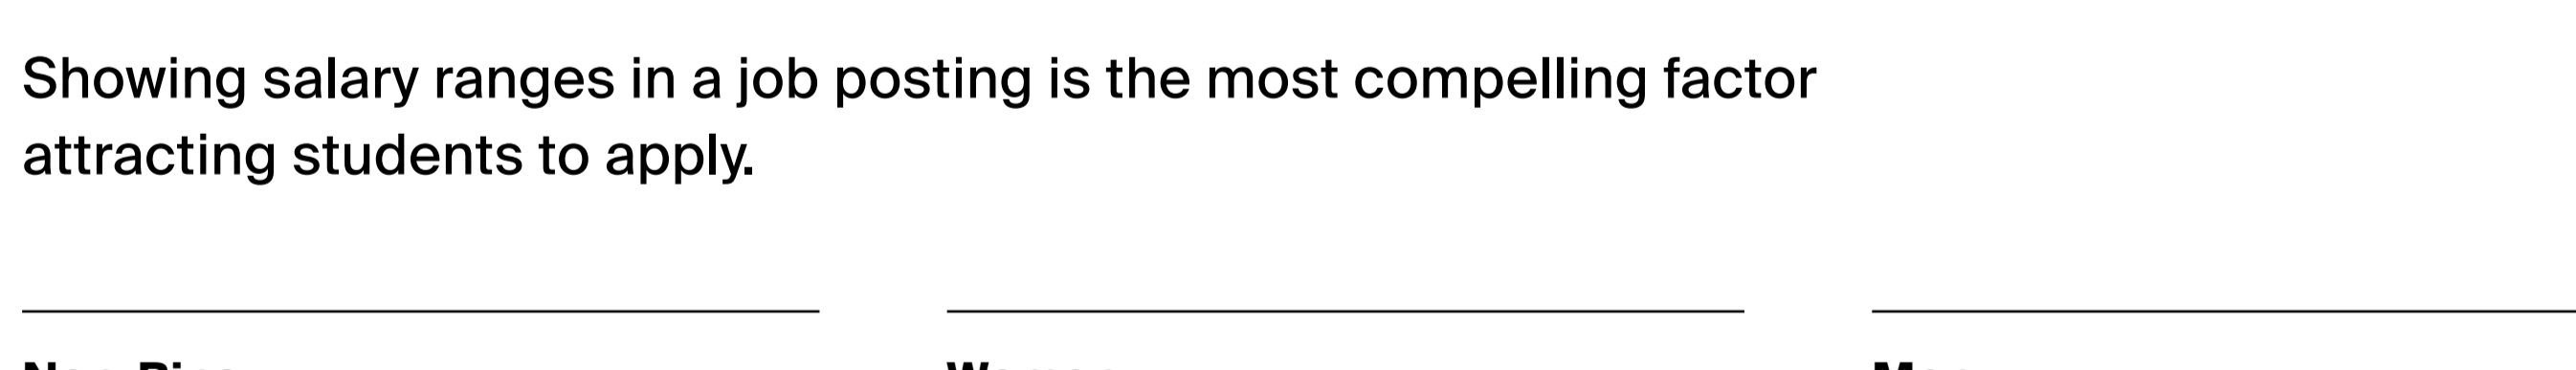 Showing salary ranges in a job posting is the most compelling factor
attracting students to apply.